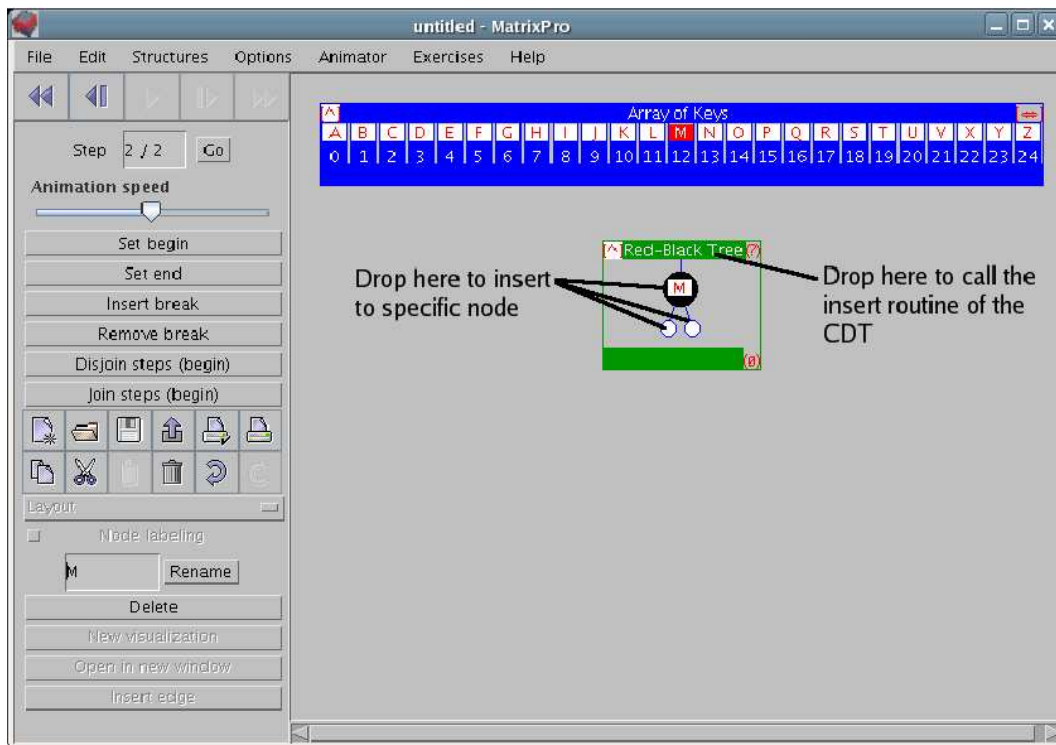 untitled - MatrixPro
File Edit Structures Options Animator Exercises Help
Step 2 / 2 Go
Animation speed
Set begin
Set end
Insert break
Remove break
Disjoin steps (begin)
Join steps (begin)
Layout
Node labeling
M Rename
Delete
New visualization
Open in new window
Insert edge
[^] Array of Keys
A B C D E F G H I J K L M N O P Q R S T U V X Y Z
0 1 2 3 4 5 6 7 8 9 10 11 12 13 14 15 16 17 18 19 20 21 22 23 24
[^] Red-Black Tree (?)
M
(0)
Drop here to insert
to specific node
Drop here to call the
insert routine of the
CDT